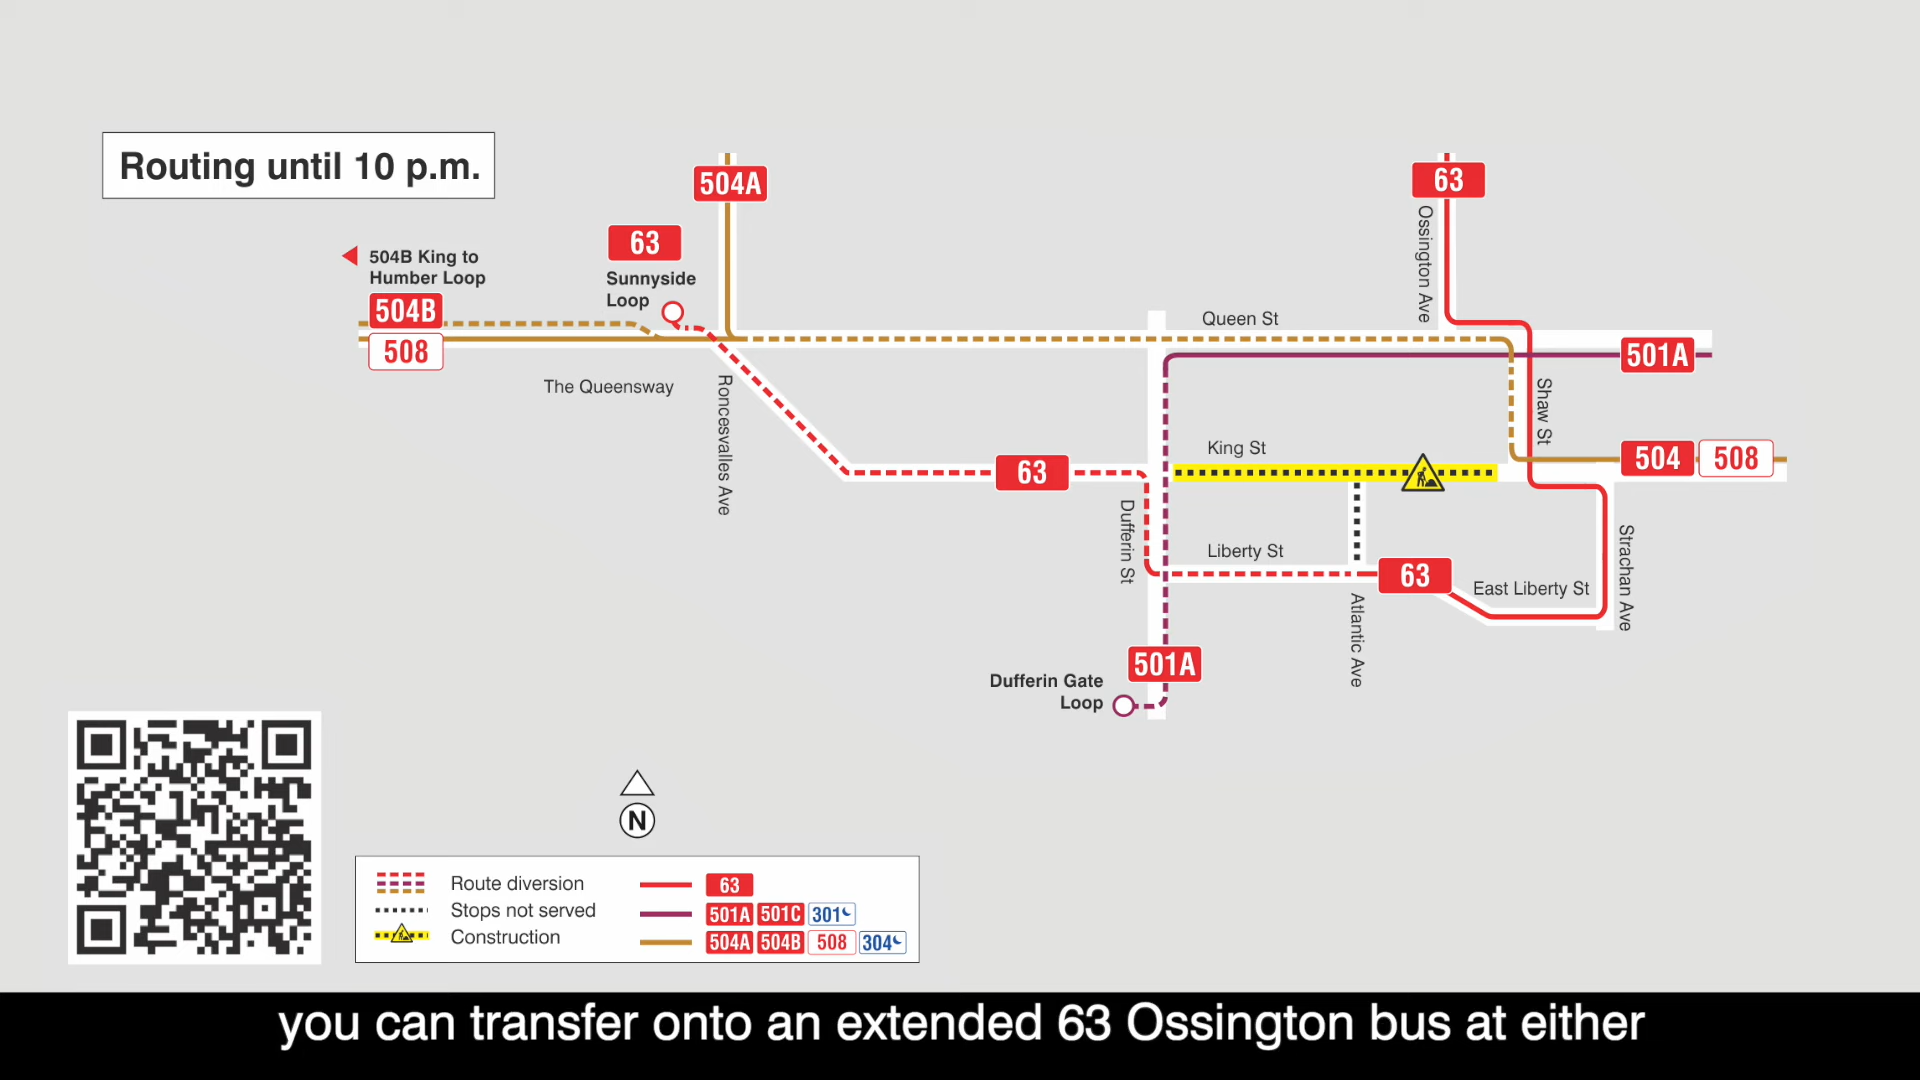 Routing until 10 p.m.
504A
63
63
Sunnyside
Loop
504B King to
Humber Loop
504B
508
Ossington Ave
Queen St
501A
The Queensway
Roncesvalles Ave
Shaw St
King St
504 508
63
Dufferin St
Liberty St
63
East Liberty St
Strachan Ave
Atlantic Ave
501A
Dufferin Gate
Loop
N
Route diversion
Stops not served
Construction
63
501A 501C 301
504A 504B 508 304
you can transfer onto an extended 63 Ossington bus at either